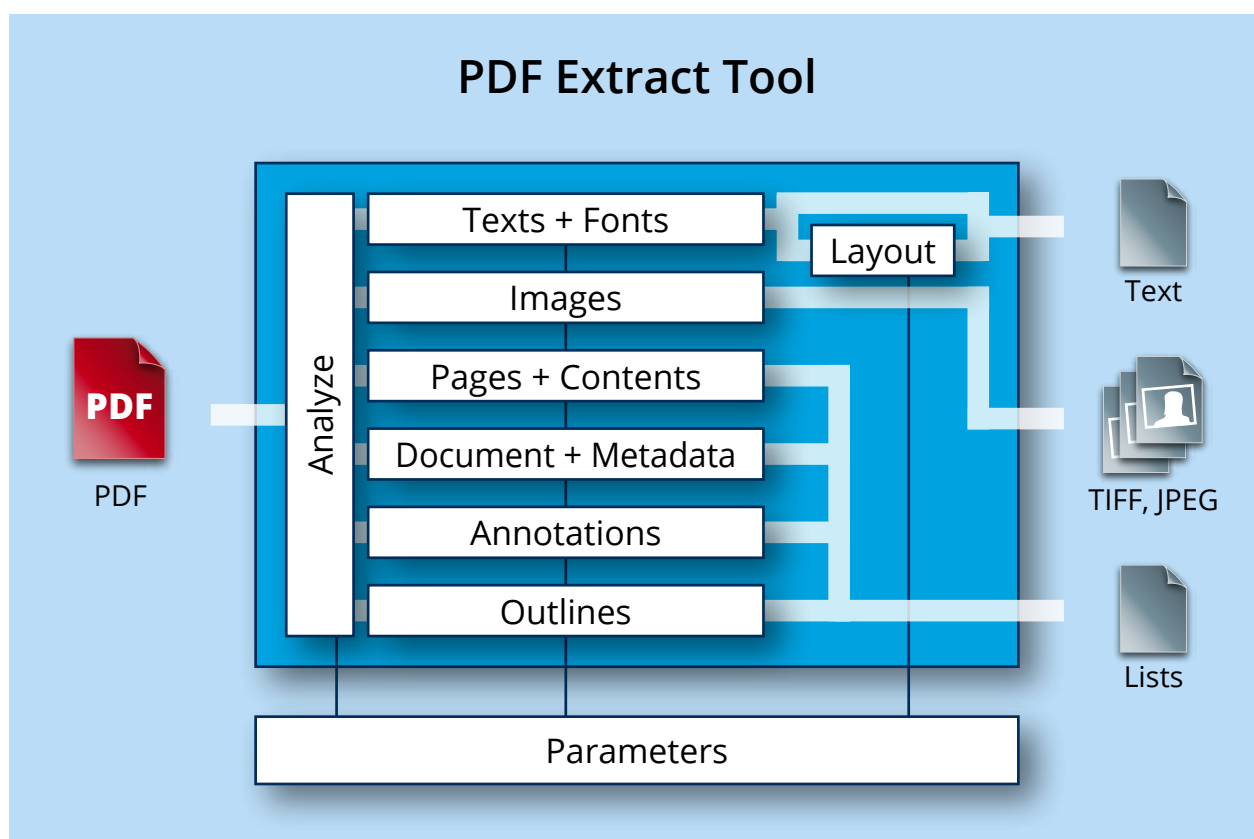 PDF Extract Tool
Texts + Fonts
Layout
Images
Pages + Contents
Document + Metadata
Annotations
Outlines
Analyze
PDF
PDF
Text
TIFF, JPEG
Lists
Parameters